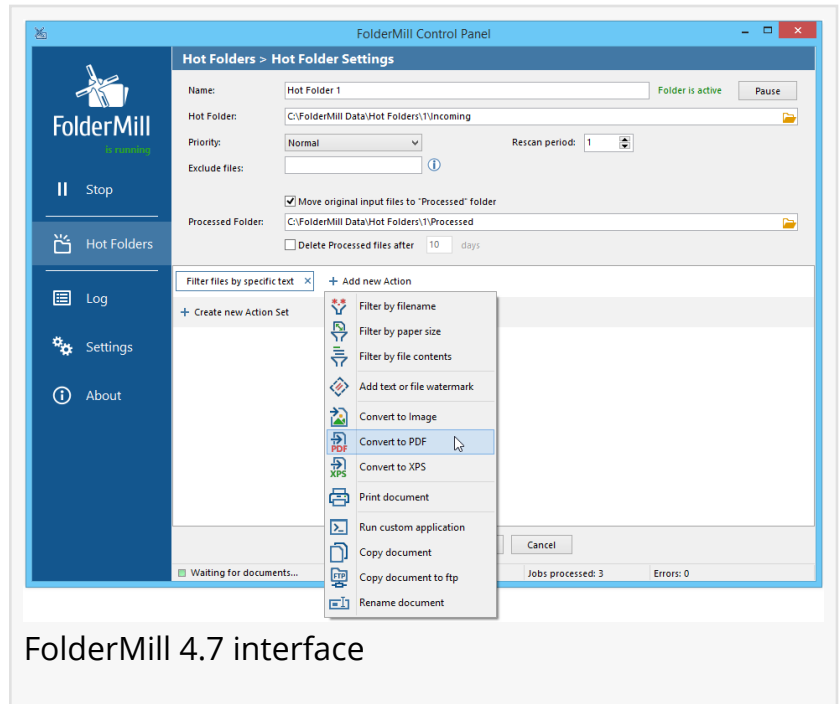 FolderMill Control Panel
Hot Folders > Hot Folder Settings
FolderMill
is running
Stop
Hot Folders
Log
Settings
About
Name: Hot Folder 1 Folder is active Pause
Hot Folder: C:\FolderMill Data\Hot Folders\1\Incoming
Priority: Normal Rescan period: 1
Exclude files:
Move original input files to "Processed" folder
Processed Folder: C:\FolderMill Data\Hot Folders\1\Processed
Delete Processed files after 10 days
Filter files by specific text × + Add new Action
+ Create new Action Set
Filter by filename
Filter by paper size
Filter by file contents
Add text or file watermark
Convert to Image
PDF Convert to PDF
XPS Convert to XPS
Print document
Run custom application
Copy document
FTP Copy document to ftp
Rename document
Cancel
Waiting for documents... Jobs processed: 3 Errors: 0
FolderMill 4.7 interface